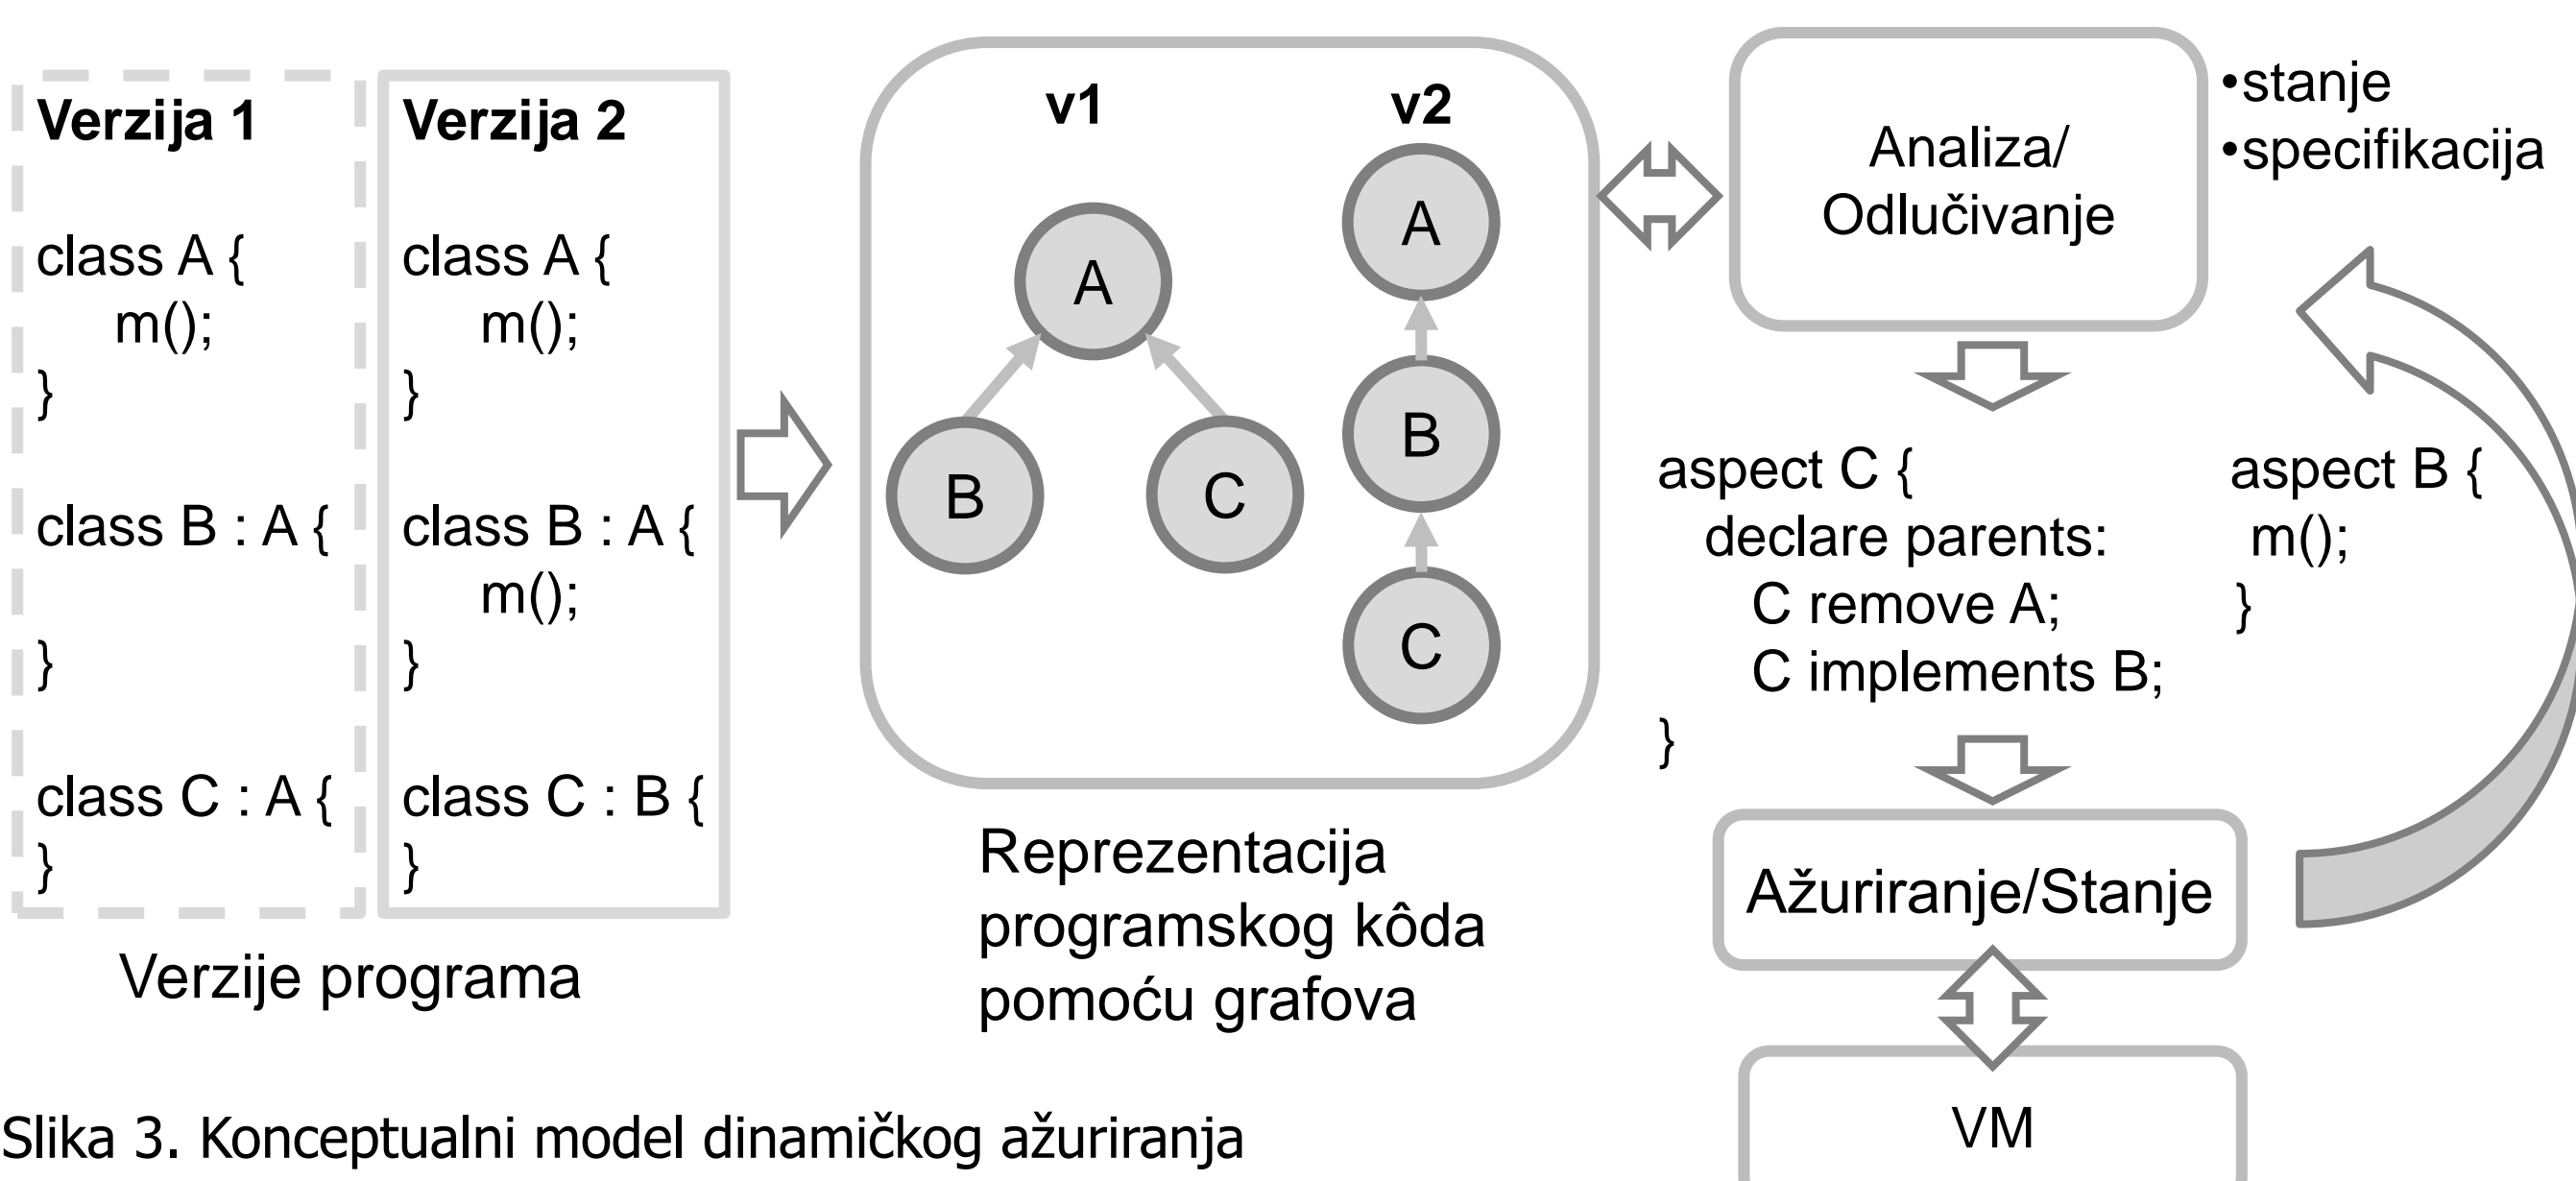 Verzija 1
class A {
m();
}
class B : A {
}
class C : A {
}
Verzija 2
class A {
m();
}
class B : A {
m();
}
class C : B {
}
Verzije programa
v1
v2
A
B
C
A
B
C
Reprezentacija
programskog kôda
pomoću grafova
Analiza/
Odlučivanje
•stanje
•specifikacija
aspect C {
declare parents:
C remove A;
C implements B;
}
aspect B {
m();
}
Ažuriranje/Stanje
VM
Slika 3. Konceptualni model dinamičkog ažuriranja